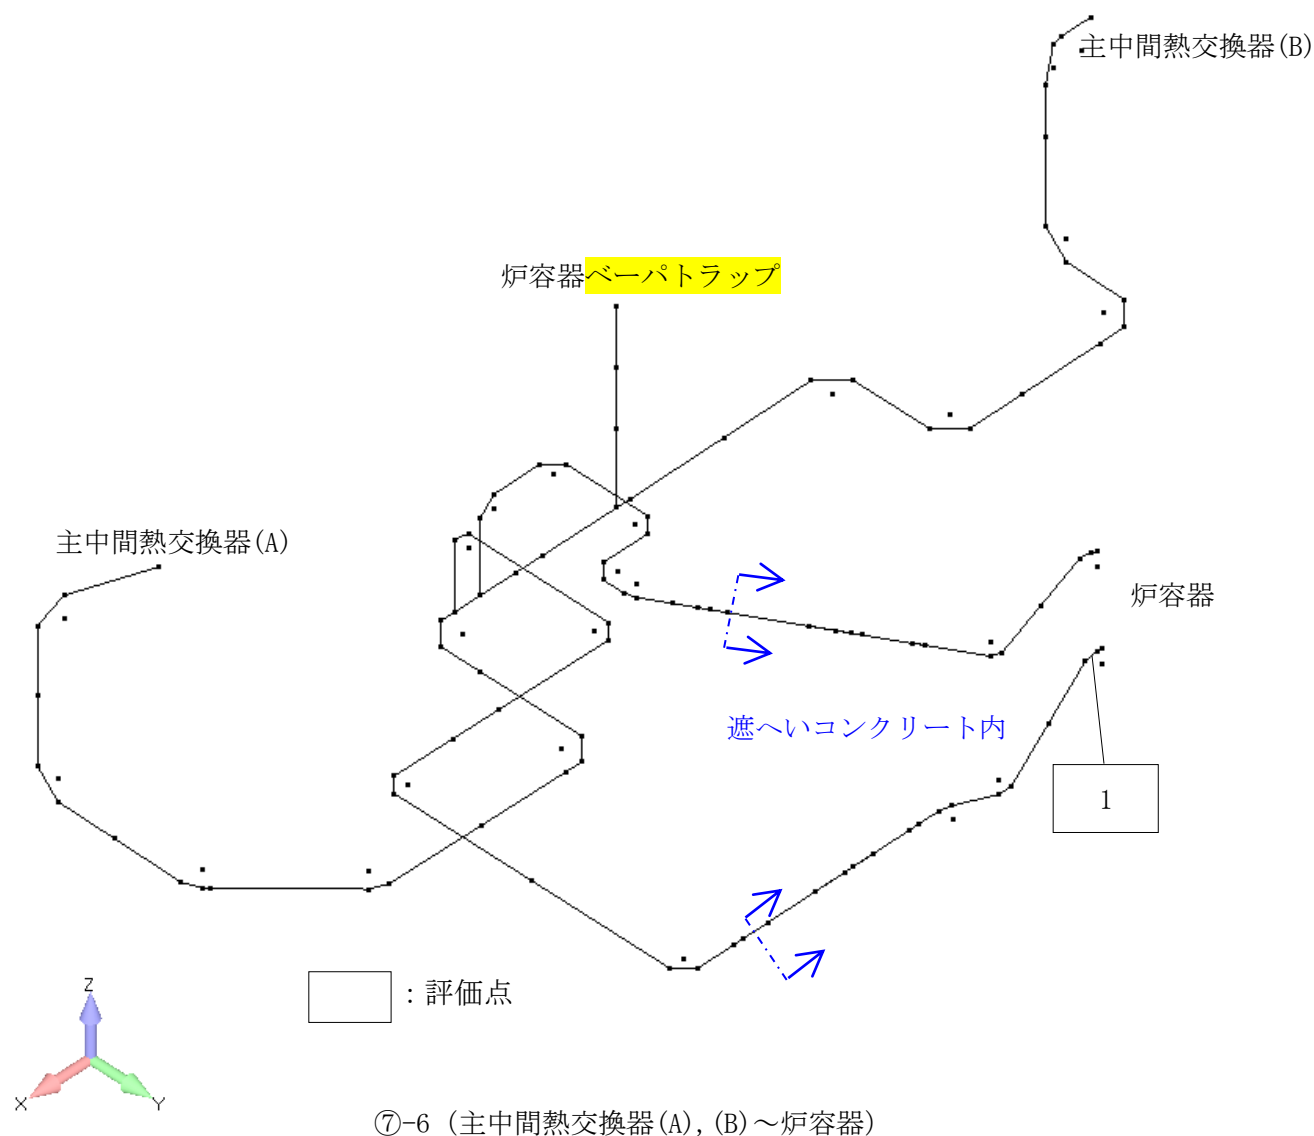 主中間熱交換器(B)
炉容器ベーパトラップ
主中間熱交換器(A)
炉容器
遮へいコンクリート内
1
：評価点
Z
X
Y
⑦-6 (主中間熱交換器(A),(B)～炉容器)